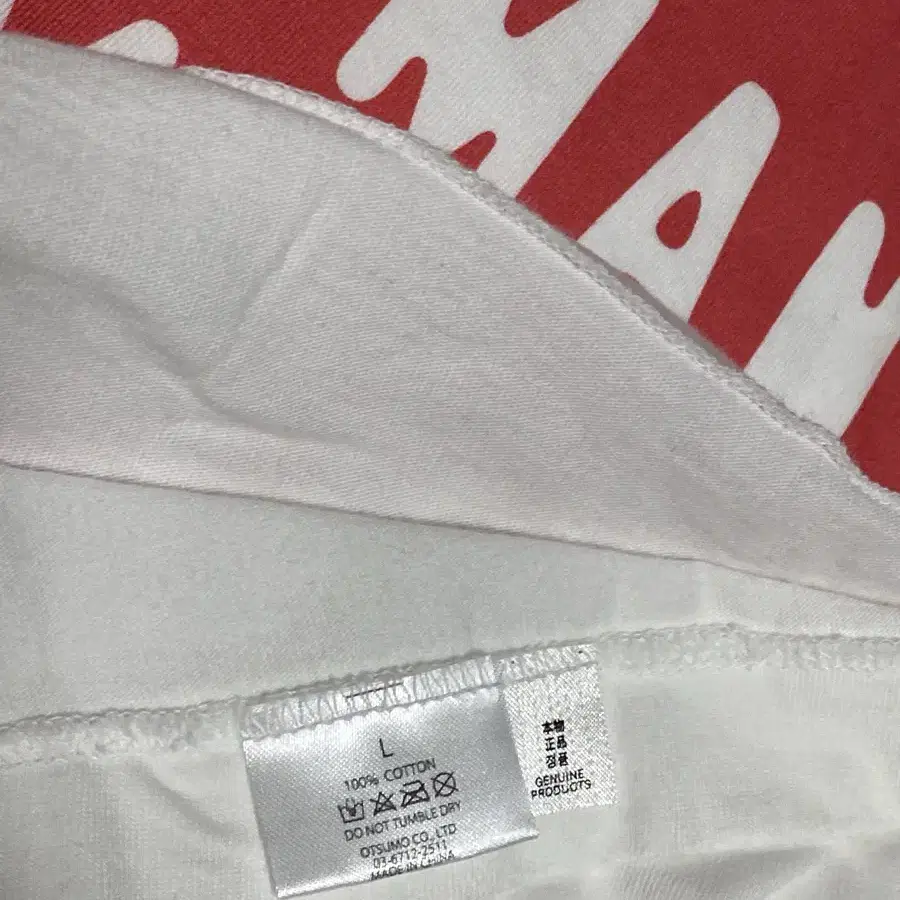 MAN
L
100% COTTON
DO NOT TUMBLE DRY
OTSUMO CO., LTD
03-6712-2511
MADE IN CHINA
本物
正品
정품
GENUINE
PRODUCTS